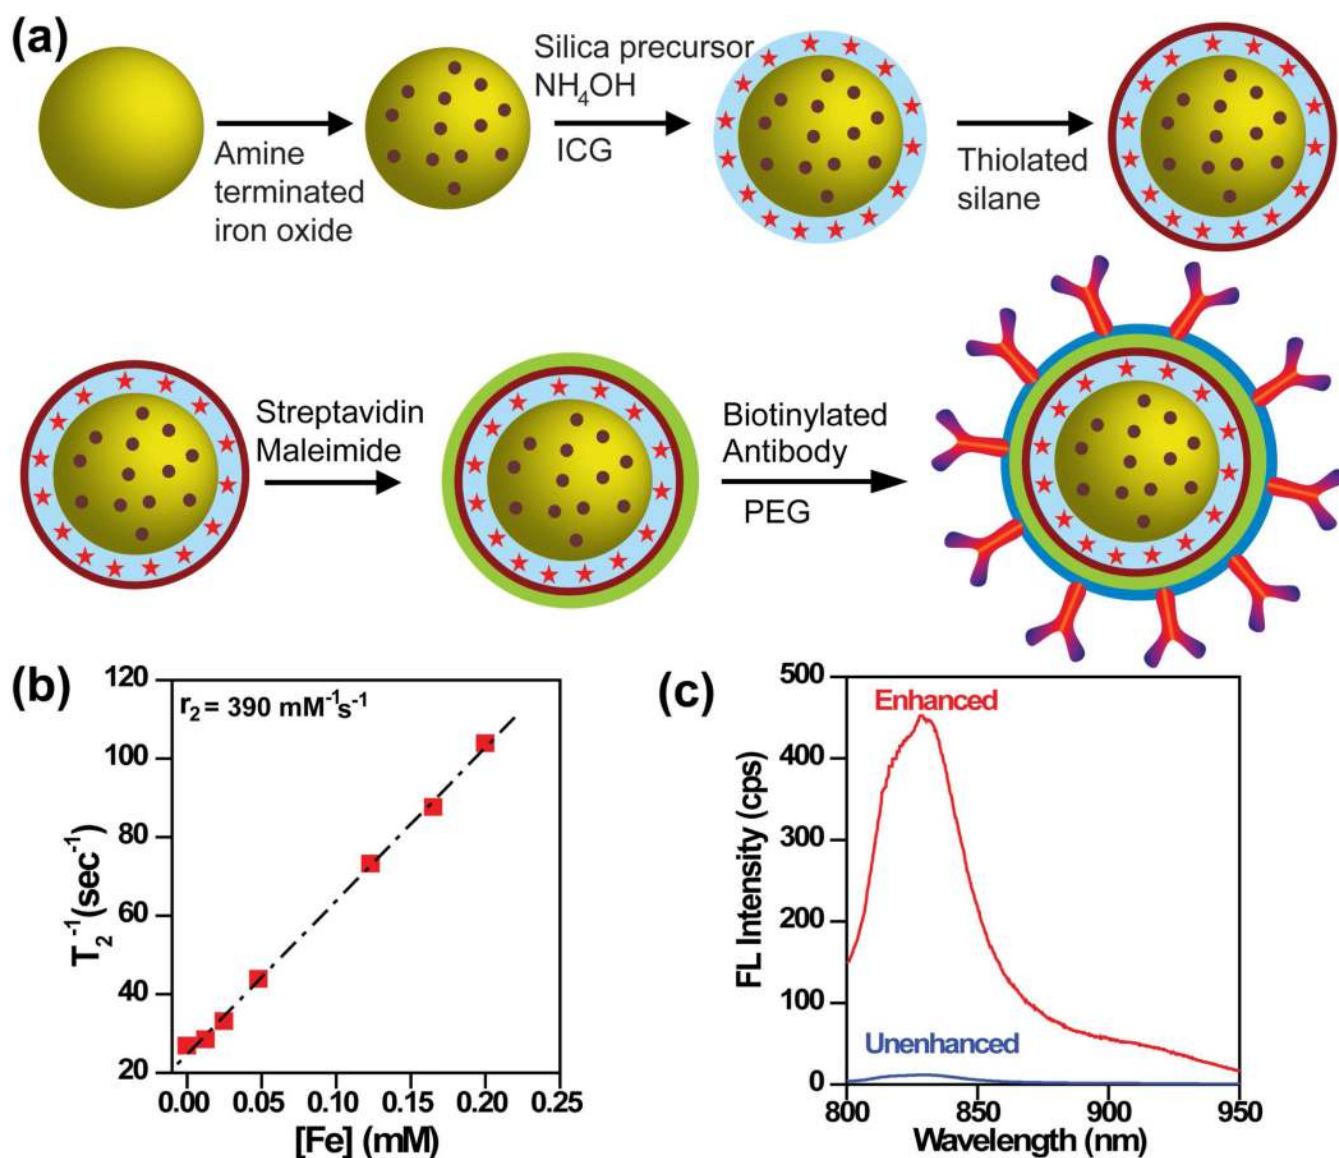 (a)
Amine
terminated
iron oxide
Silica precursor
NH₄OH
ICG
Thiolated
silane
Streptavidin
Maleimide
Biotinylated
Antibody
PEG
(b)
r₂ = 390 mM⁻¹s⁻¹
T₂⁻¹(sec⁻¹)
120
100
80
60
40
20
0.00 0.05 0.10 0.15 0.20 0.25
[Fe] (mM)
(c)
Enhanced
Unenhanced
FL Intensity (cps)
500
400
300
200
100
0
800 850 900 950
Wavelength (nm)